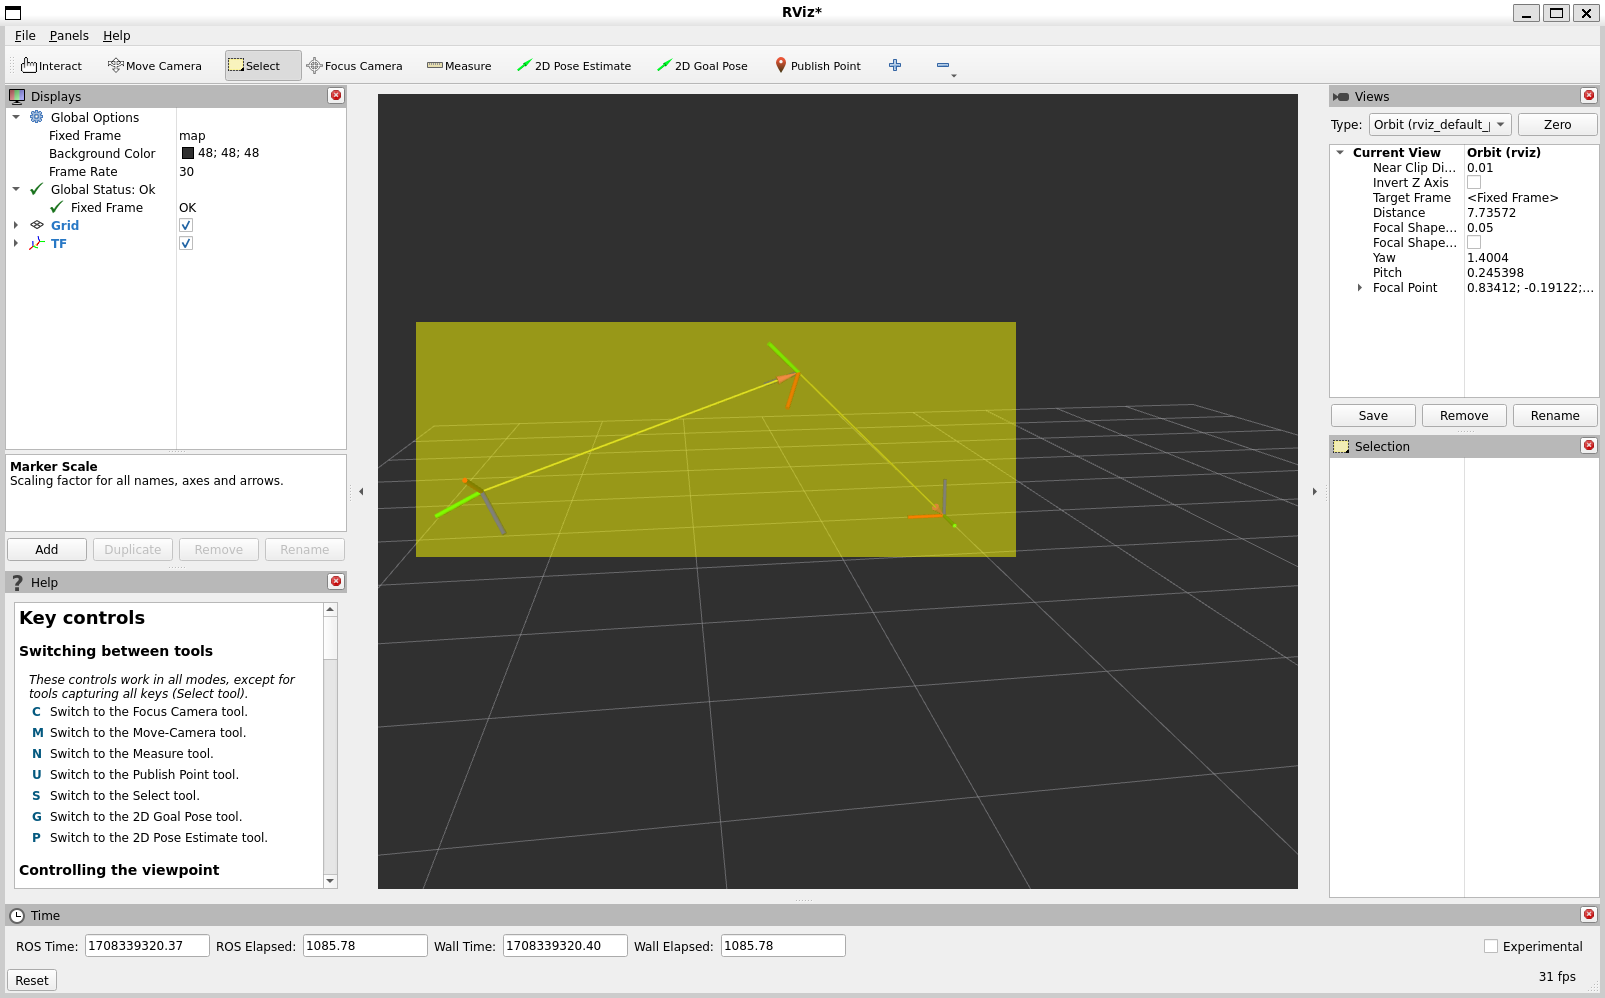 RViz*
File Panels Help
Interact Move Camera Select Focus Camera Measure 2D Pose Estimate 2D Goal Pose Publish Point
Displays
Global Options
Fixed Frame map
Background Color 48; 48; 48
Frame Rate 30
Global Status: Ok
Fixed Frame OK
Grid
TF
Marker Scale
Scaling factor for all names, axes and arrows.
Add Duplicate Remove Rename
Help
Key controls
Switching between tools
These controls work in all modes, except for
tools capturing all keys (Select tool).
C Switch to the Focus Camera tool.
M Switch to the Move-Camera tool.
N Switch to the Measure tool.
U Switch to the Publish Point tool.
S Switch to the Select tool.
G Switch to the 2D Goal Pose tool.
P Switch to the 2D Pose Estimate tool.
Controlling the viewpoint
Views
Type: Orbit (rviz_default_ Zero
Current View Orbit (rviz)
Near Clip Di... 0.01
Invert Z Axis
Target Frame <Fixed Frame>
Distance 7.73572
Focal Shape... 0.05
Focal Shape...
Yaw 1.4004
Pitch 0.245398
Focal Point 0.83412; -0.19122;...
Save Remove Rename
Selection
Time
ROS Time: 1708339320.37 ROS Elapsed: 1085.78 Wall Time: 1708339320.40 Wall Elapsed: 1085.78 Experimental
Reset 31 fps